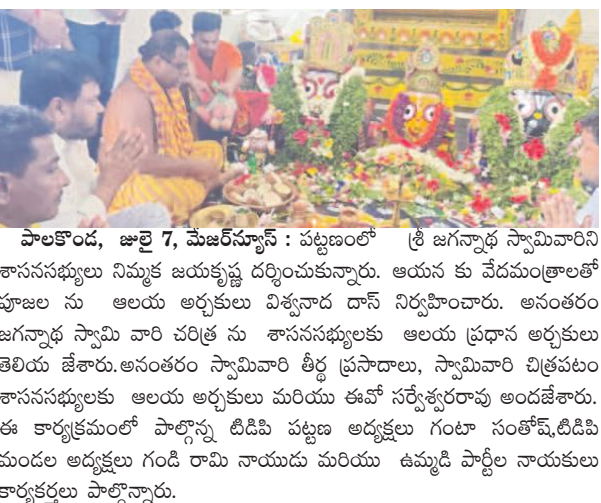 పాలకొండ, జులై 7, మేజర్‌న్యూస్ : పట్టణంలో శ్రీ జగన్నాథ స్వామివారిని
శాసనసభ్యులు నిమ్మక జయకృష్ణ దర్శించుకున్నారు. ఆయన కు వేదమంత్రాలతో
పూజల ను ఆలయ అర్చకులు విశ్వనాద దాస్ నిర్వహించారు. అనంతరం
జగన్నాథ స్వామి వారి చరిత్ర ను శాసనసభ్యులకు ఆలయ ప్రధాన అర్చకులు
తెలియ జేశారు.అనంతరం స్వామివారి తీర్థ ప్రసాదాలు, స్వామివారి చిత్రపటం
శాసనసభ్యులకు ఆలయ అర్చకులు మరియు ఈవో సర్వేశ్వరరావు అందజేశారు.
ఈ కార్యక్రమంలో పాల్గొన్న టిడిపి పట్టణ అధ్యక్షలు గంటా సంతోష్,టిడిపి
మండల అధ్యక్షలు గండి రామి నాయుడు మరియు ఉమ్మడి పార్టీల నాయకులు
కార్యకర్తలు పాల్గొన్నారు.